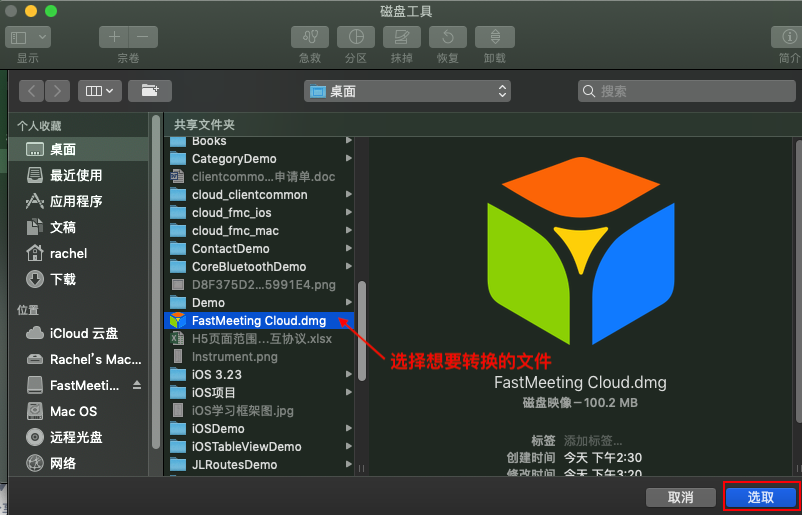 磁盘工具
显示
宗卷
急救
分区
抹掉
恢复
卸载
简介
桌面
搜索
个人收藏
桌面
最近使用
应用程序
文稿
rachel
下载
位置
iCloud 云盘
Rachel's Mac...
FastMeeti...
Mac OS
远程光盘
网络
共享文件夹
Books
CategoryDemo
clientcommo...申请单.doc
cloud_clientcommon
cloud_fmc_ios
cloud_fmc_mac
ContactDemo
CoreBluetoothDemo
D8F375D2...5991E4.png
Demo
FastMeeting Cloud.dmg
H5页面范围...互协议.xlsx
Instrument.png
iOS 3.23
iOS项目
iOS学习框架图.jpg
iOSDemo
iOSTableViewDemo
JLRoutesDemo
选择想要转换的文件
FastMeeting Cloud.dmg
磁盘映像 – 100.2 MB
标签 添加标签...
创建时间 今天 下午2:30
修改时间 今天 下午3:20
取消
选取